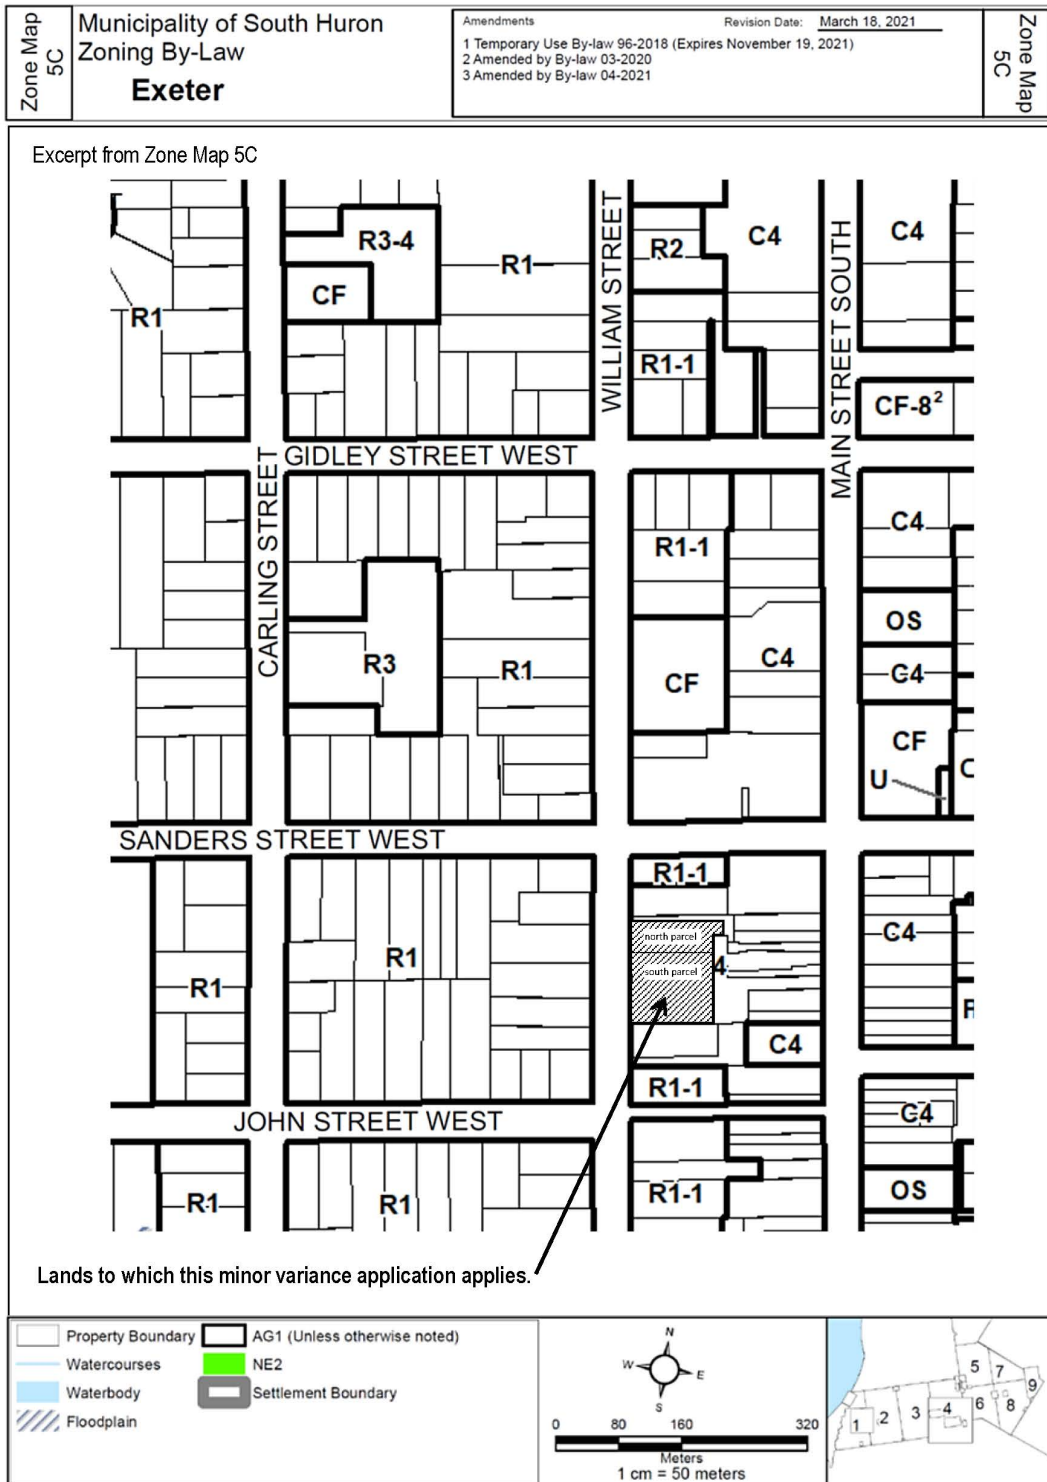 Zone Map
5C
Municipality of South Huron
Zoning By-Law
Exeter
Amendments
Revision Date: March 18, 2021
1 Temporary Use By-law 96-2018 (Expires November 19, 2021)
2 Amended by By-law 03-2020
3 Amended by By-law 04-2021
Zone Map
5C
Excerpt from Zone Map 5C
R3-4
R1
CF
R1
R2
C4
C4
R1-1
CF-8²
WILLIAM STREET
MAIN STREET SOUTH
GIDLEY STREET WEST
CARLING STREET
R1-1
C4
OS
C4
R3
R1
CF
C4
CF
U
C
SANDERS STREET WEST
R1-1
R1
R1
north parcel
south parcel
4
C4
C4
R1-1
JOHN STREET WEST
C4
R1
R1
R1-1
OS
Lands to which this minor variance application applies.
Property Boundary
AG1 (Unless otherwise noted)
Watercourses
NE2
Waterbody
Settlement Boundary
Floodplain
N
W
E
S
0 80 160 320
Meters
1 cm = 50 meters
5
7
9
1
2
3
4
6
8